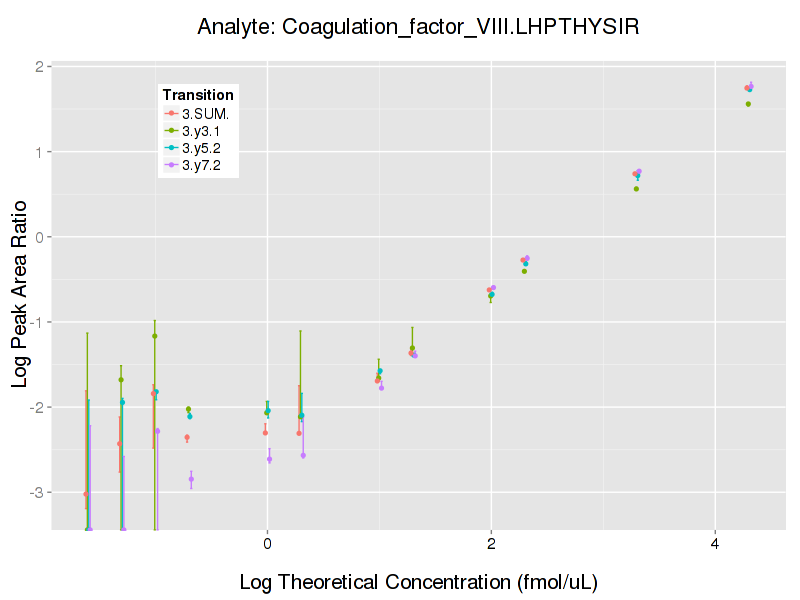 Analyte: Coagulation_factor_VIII.LHPTHYSIR
Transition
3.SUM.
3.y3.1
3.y5.2
3.y7.2
Log Peak Area Ratio
2
1
0
-1
-2
-3
0
2
4
Log Theoretical Concentration (fmol/uL)